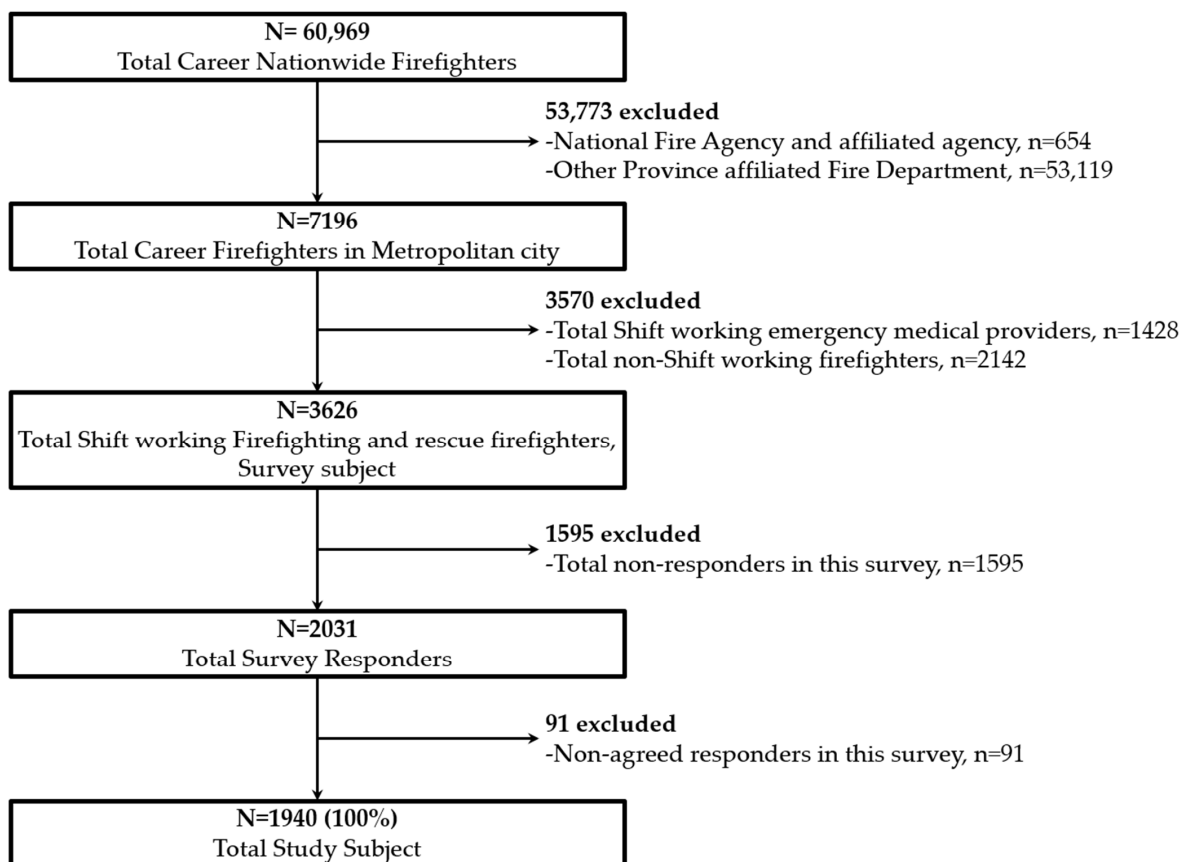 N= 60,969
Total Career Nationwide Firefighters
53,773 excluded
-National Fire Agency and affiliated agency, n=654
-Other Province affiliated Fire Department, n=53,119
N=7196
Total Career Firefighters in Metropolitan city
3570 excluded
-Total Shift working emergency medical providers, n=1428
-Total non-Shift working firefighters, n=2142
N=3626
Total Shift working Firefighting and rescue firefighters,
Survey subject
1595 excluded
-Total non-responders in this survey, n=1595
N=2031
Total Survey Responders
91 excluded
-Non-agreed responders in this survey, n=91
N=1940 (100%)
Total Study Subject